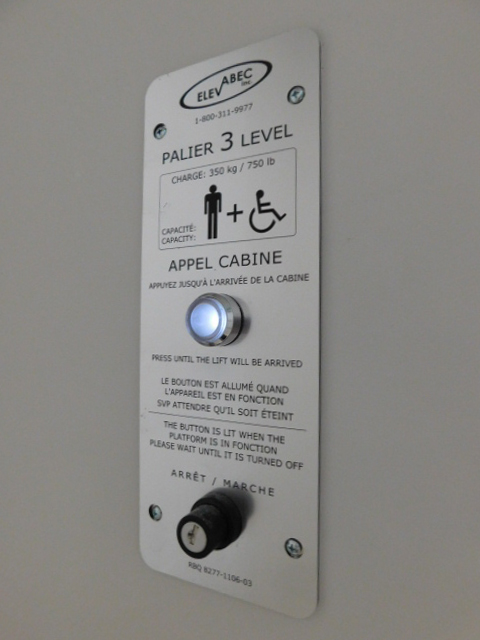 ELEVABEC
INC
1-800-311-9977
PALIER 3 LEVEL
CHARGE: 350 kg / 750 lb
+
CAPACITÉ:
CAPACITY:
APPEL CABINE
APPUYEZ JUSQU'À L'ARRIVÉE DE LA CABINE
PRESS UNTIL THE LIFT WILL BE ARRIVED
LE BOUTON EST ALLUMÉ QUAND
L'APPAREIL EST EN FONCTION
SVP ATTENDRE QU'IL SOIT ÉTEINT
THE BUTTON IS LIT WHEN THE
PLATFORM IS IN FONCTION
PLEASE WAIT UNTIL IT IS TURNED OFF
ARRÊT / MARCHE
RBQ 8277-1106-03